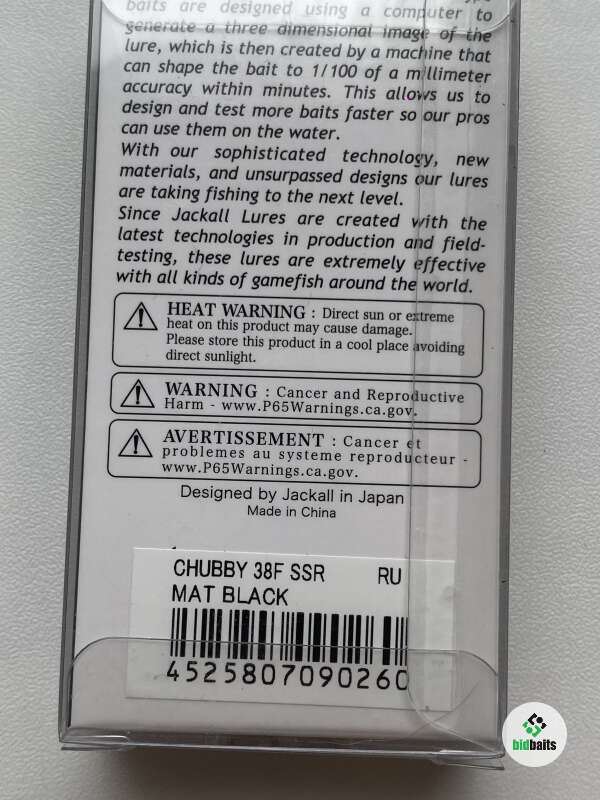 baits are designed using a computer to
generate a three dimensional image of the
lure, which is then created by a machine that
can shape the bait to 1/100 of a millimeter
accuracy within minutes. This allows us to
design and test more baits faster so our pros
can use them on the water.
With our sophisticated technology, new
materials, and unsurpassed designs our lures
are taking fishing to the next level.
Since Jackall Lures are created with the
latest technologies in production and field-
testing, these lures are extremely effective
with all kinds of gamefish around the world.
HEAT WARNING : Direct sun or extreme
heat on this product may cause damage.
Please store this product in a cool place avoiding
direct sunlight.
WARNING : Cancer and Reproductive
Harm - www.P65Warnings.ca.gov.
AVERTISSEMENT : Cancer et
problemes au systeme reproducteur -
www.P65Warnings.ca.gov.
Designed by Jackall in Japan
Made in China
CHUBBY 38F SSR RU
MAT BLACK
4525807090260
bidbaits